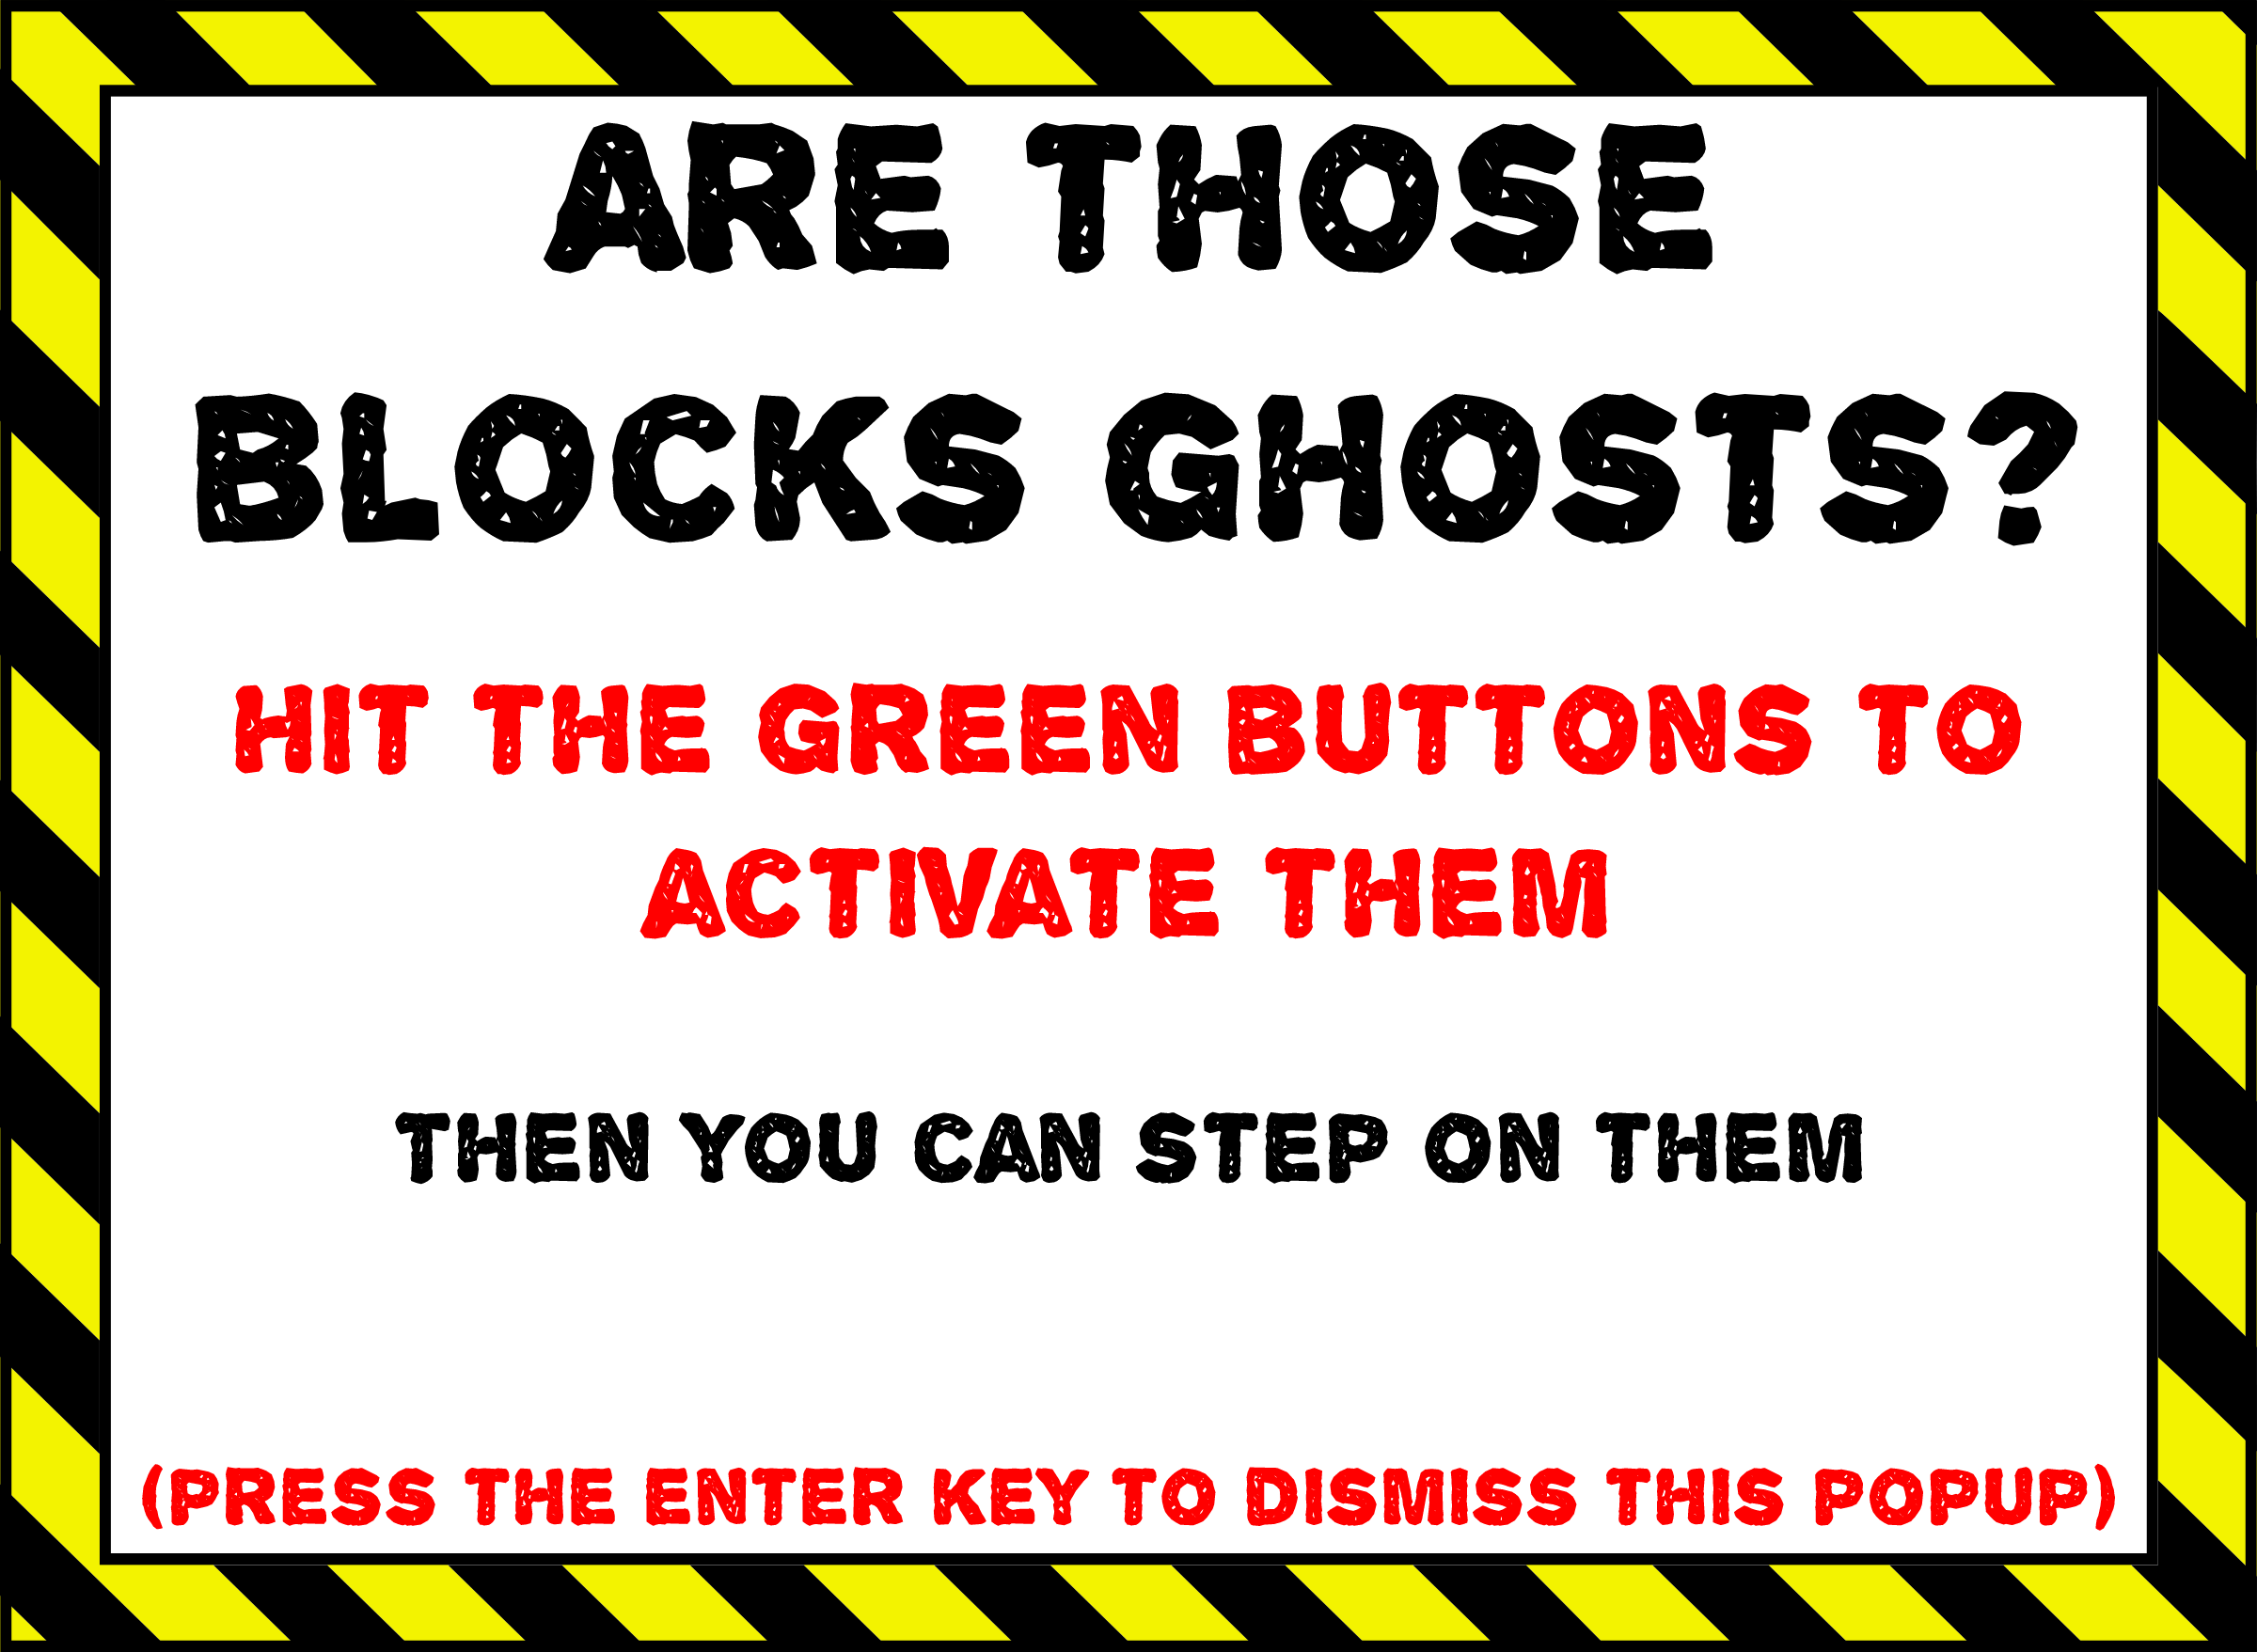 ARE THOSE
BLOCKS GHOSTS?
HIT THE GREEN BUTTONS TO
ACTIVATE THEM
THEN YOU CAN STEP ON THEM
(PRESS THE ENTER KEY TO DISMISS THIS POPUP)